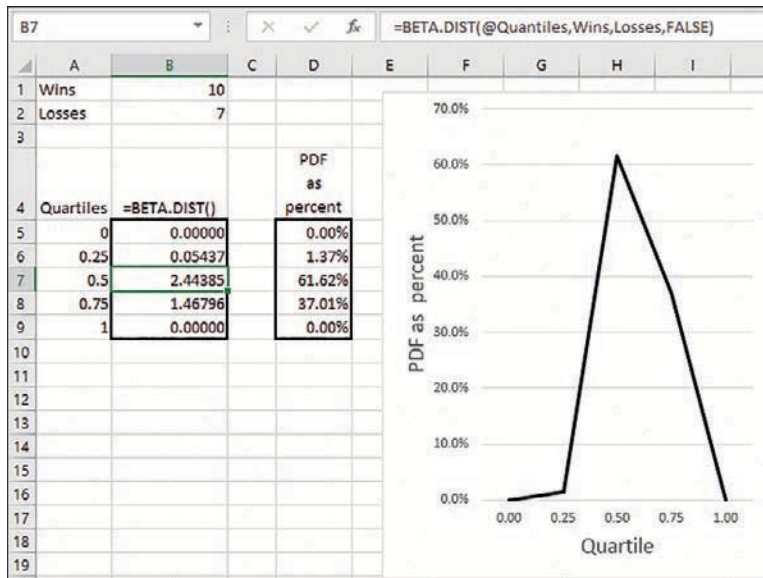 B7 fx =BETA.DIST(@Quantiles,Wins,Losses,FALSE)
A B C D E F G H I
1 Wins 10
2 Losses 7
3
4 Quartiles =BETA.DIST() PDF as percent
5 0 0.00000 0.00%
6 0.25 0.05437 1.37%
7 0.5 2.44385 61.62%
8 0.75 1.46796 37.01%
9 1 0.00000 0.00%
10
11
12
13
14
15
16
17
18
19
70.0%
60.0%
50.0%
40.0%
30.0%
20.0%
10.0%
0.0%
PDF as percent
0.00 0.25 0.50 0.75 1.00
Quartile